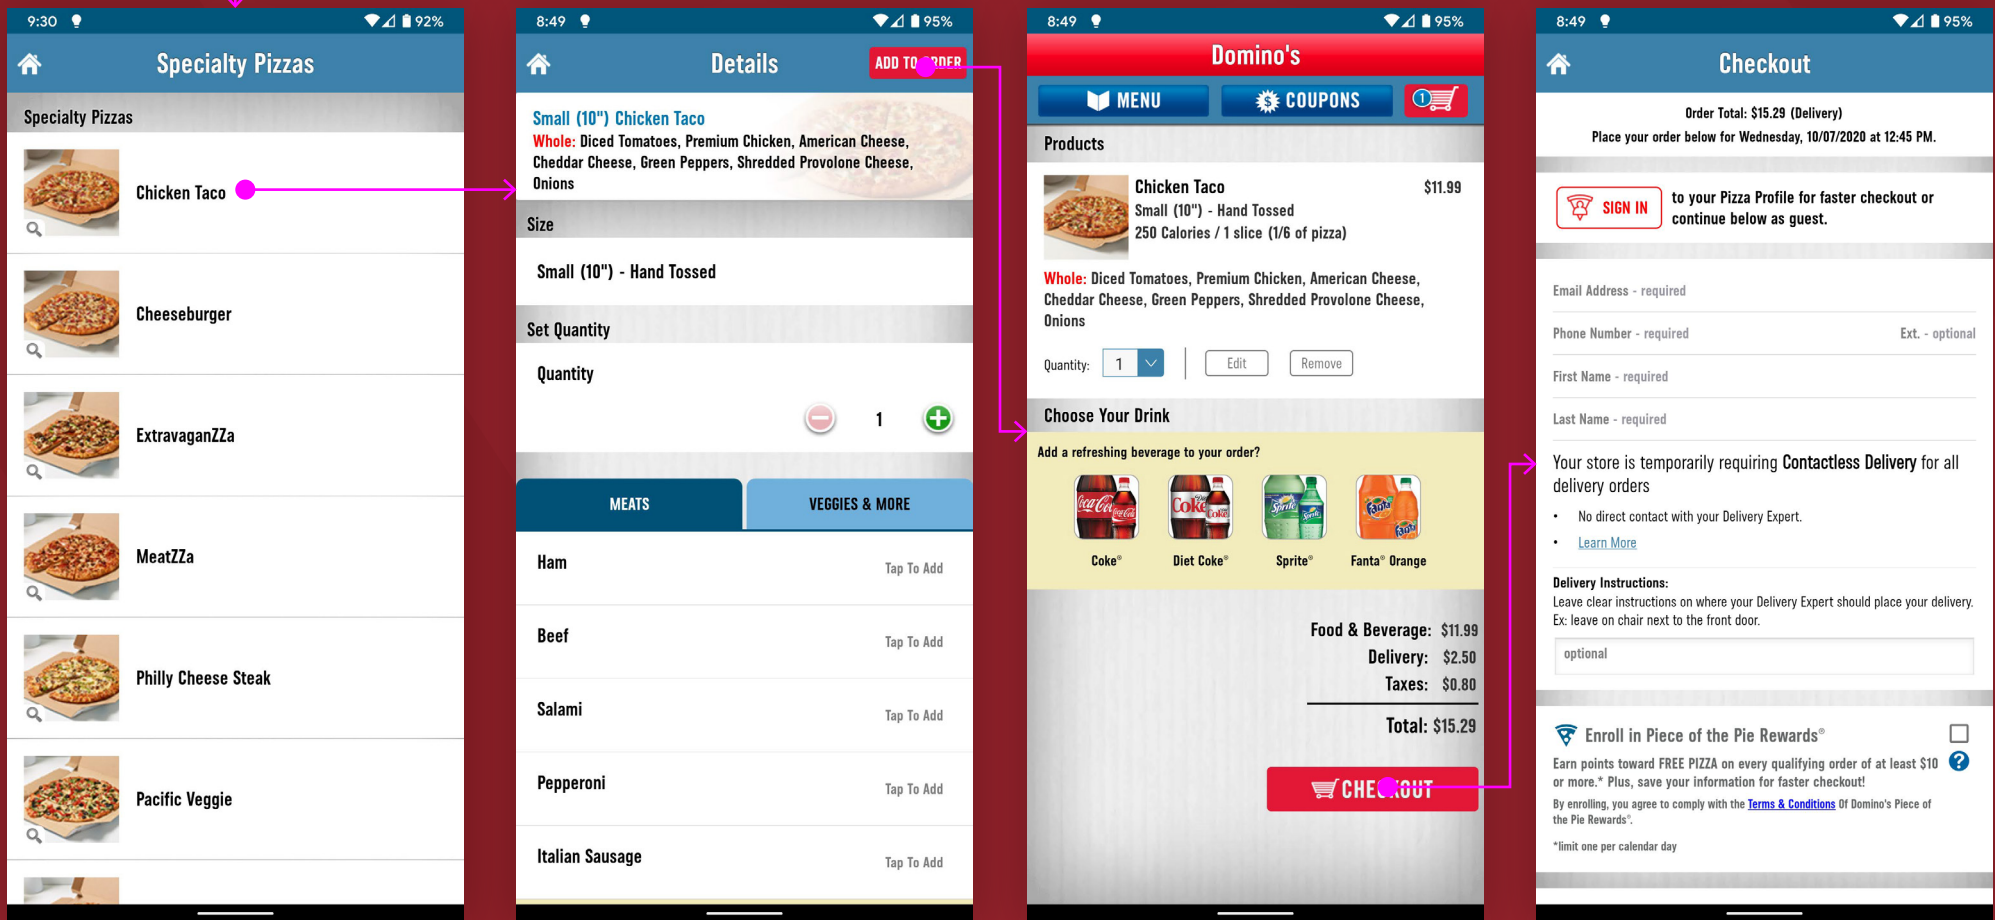 9:30
92%
Specialty Pizzas
Specialty Pizzas
Chicken Taco
Cheeseburger
ExtravaganZZa
MeatZZa
Philly Cheese Steak
Pacific Veggie
8:49
95%
Details
ADD TO ORDER
Small (10") Chicken Taco
Whole: Diced Tomatoes, Premium Chicken, American Cheese,
Cheddar Cheese, Green Peppers, Shredded Provolone Cheese,
Onions
Size
Small (10") - Hand Tossed
Set Quantity
Quantity
1
MEATS
VEGGIES & MORE
Ham
Tap To Add
Beef
Tap To Add
Salami
Tap To Add
Pepperoni
Tap To Add
Italian Sausage
Tap To Add
8:49
95%
Domino's
MENU
COUPONS
1
Products
Chicken Taco
$11.99
Small (10") - Hand Tossed
250 Calories / 1 slice (1/6 of pizza)
Whole: Diced Tomatoes, Premium Chicken, American Cheese,
Cheddar Cheese, Green Peppers, Shredded Provolone Cheese,
Onions
Quantity:
1
Edit
Remove
Choose Your Drink
Add a refreshing beverage to your order?
Coca-Cola
Coca-Cola
Diet Coke
Coke
Sprite
Sprite
Fanta
Fanta
Coke®
Diet Coke®
Sprite®
Fanta® Orange
Food & Beverage: $11.99
Delivery: $2.50
Taxes: $0.80
Total: $15.29
CHECKOUT
8:49
95%
Checkout
Order Total: $15.29 (Delivery)
Place your order below for Wednesday, 10/07/2020 at 12:45 PM.
SIGN IN
to your Pizza Profile for faster checkout or
continue below as guest.
Email Address - required
Phone Number - required
Ext. - optional
First Name - required
Last Name - required
Your store is temporarily requiring Contactless Delivery for all
delivery orders
• No direct contact with your Delivery Expert.
• Learn More
Delivery Instructions:
Leave clear instructions on where your Delivery Expert should place your delivery.
Ex: leave on chair next to the front door.
optional
Enroll in Piece of the Pie Rewards®
Earn points toward FREE PIZZA on every qualifying order of at least $10
or more.* Plus, save your information for faster checkout!
?
By enrolling, you agree to comply with the Terms & Conditions Of Domino's Piece of
the Pie Rewards®.
*limit one per calendar day